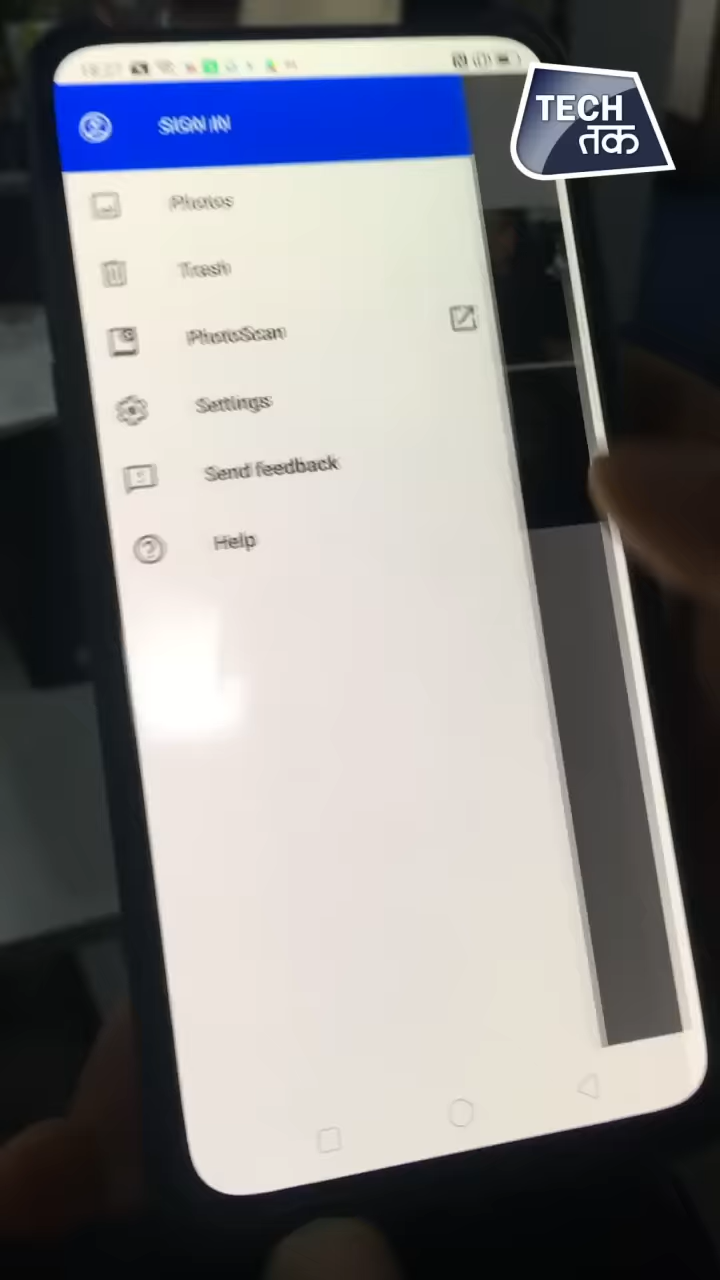 TECH
तक
SIGN IN
Photos
Trash
PhotoScan
Settings
Send feedback
Help